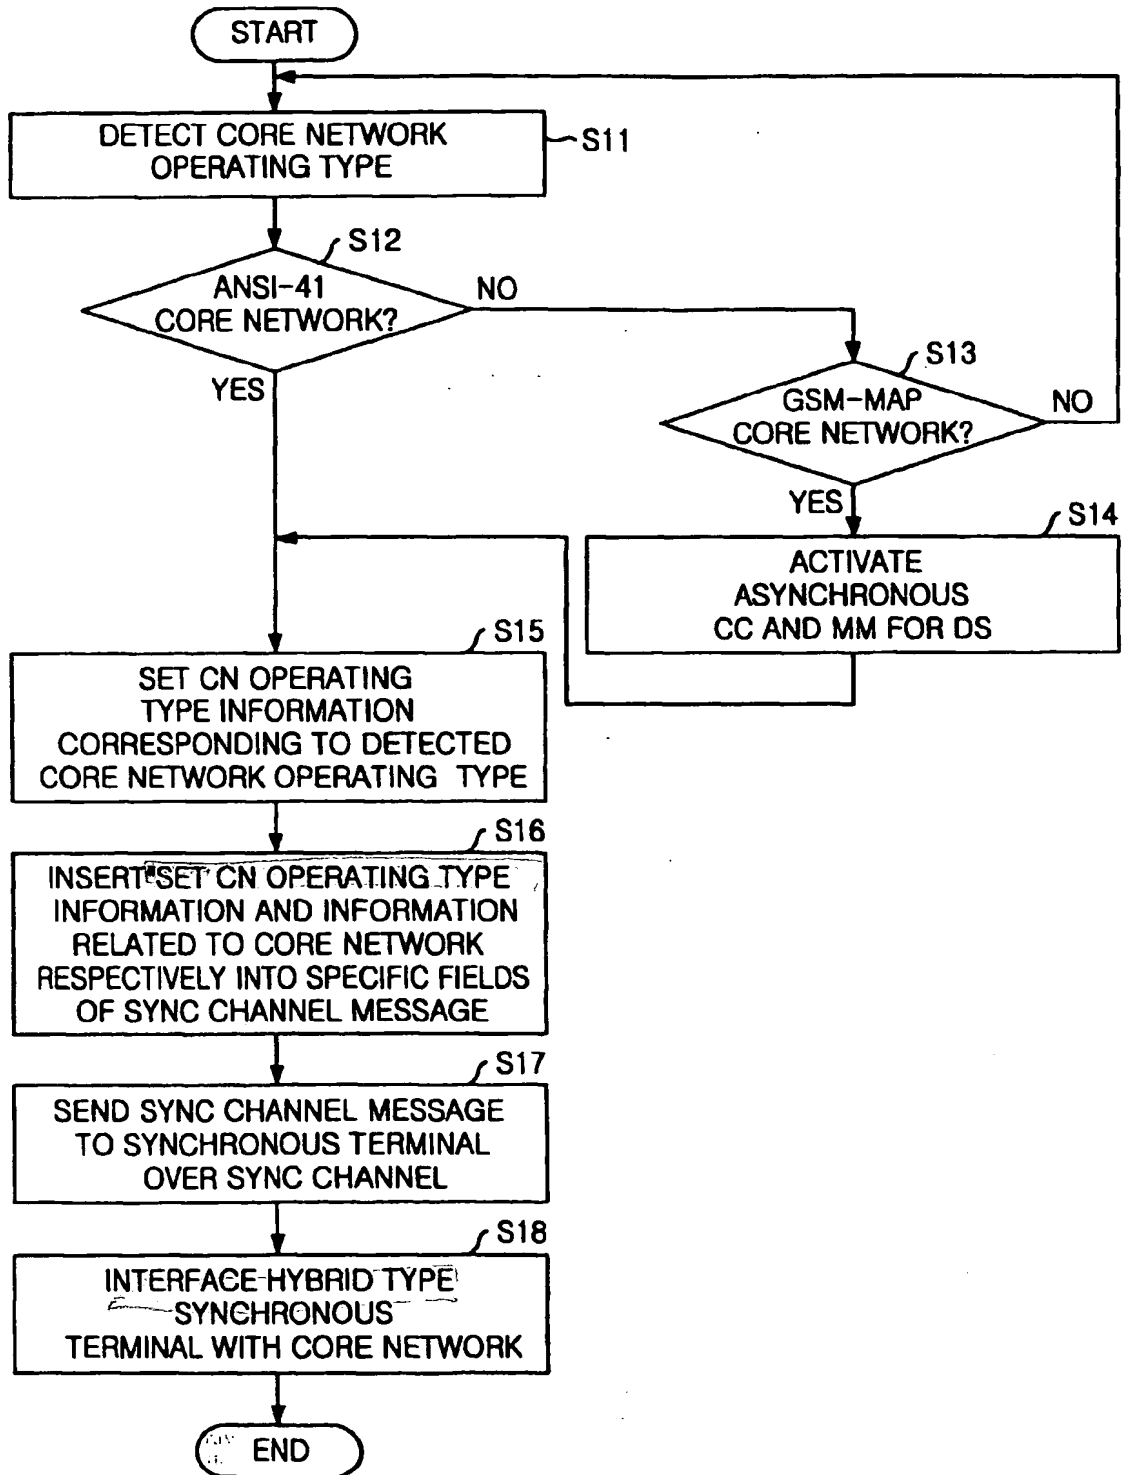 START
DETECT CORE NETWORK
OPERATING TYPE
S11
S12
ANSI-41
CORE NETWORK?
NO
YES
S13
GSM-MAP
CORE NETWORK?
NO
YES
S14
ACTIVATE
ASYNCHRONOUS
CC AND MM FOR DS
S15
SET CN OPERATING
TYPE INFORMATION
CORRESPONDING TO DETECTED
CORE NETWORK OPERATING TYPE
S16
INSERT SET CN OPERATING TYPE
INFORMATION AND INFORMATION
RELATED TO CORE NETWORK
RESPECTIVELY INTO SPECIFIC FIELDS
OF SYNC CHANNEL MESSAGE
S17
SEND SYNC CHANNEL MESSAGE
TO SYNCHRONOUS TERMINAL
OVER SYNC CHANNEL
S18
INTERFACE HYBRID TYPE
SYNCHRONOUS
TERMINAL WITH CORE NETWORK
END